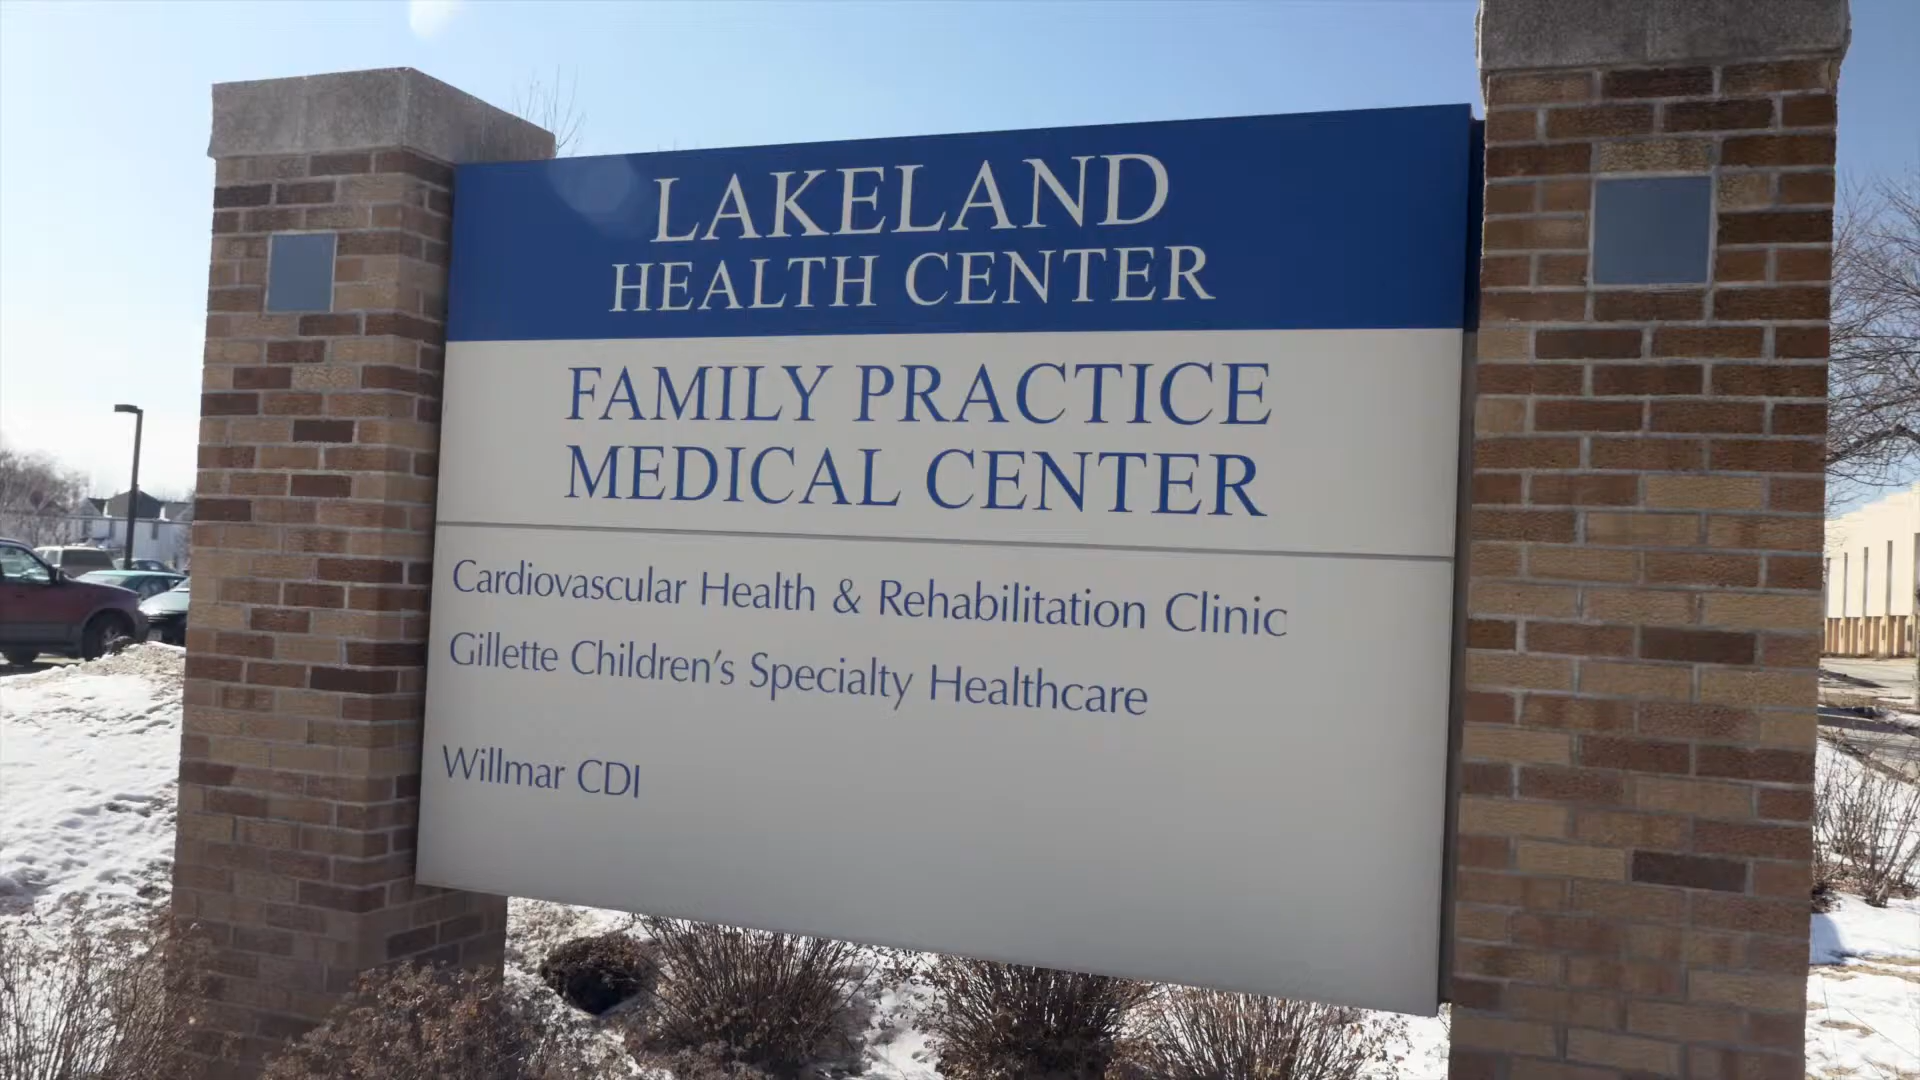 LAKELAND
HEALTH CENTER
FAMILY PRACTICE
MEDICAL CENTER
Cardiovascular Health & Rehabilitation Clinic
Gillette Children's Specialty Healthcare
Willmar CDI